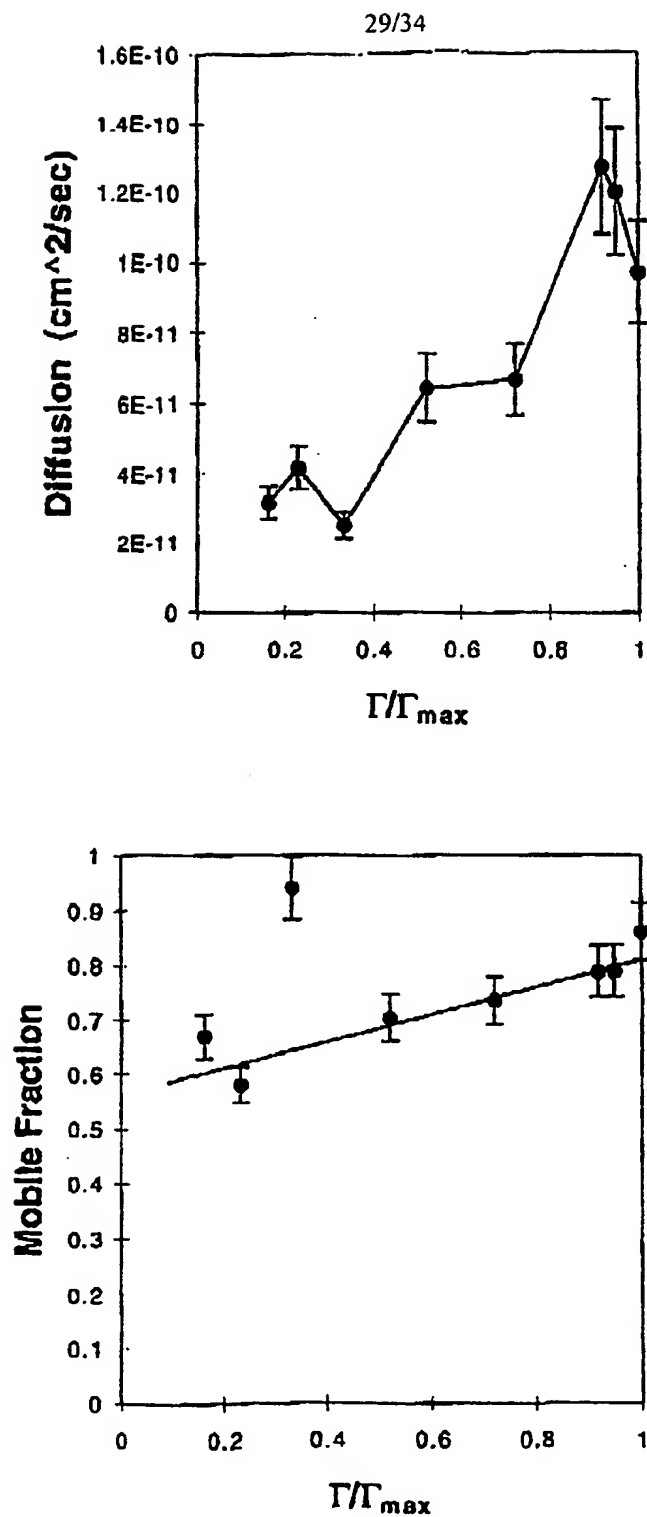 29/34
1.6E-10
1.4E-10
1.2E-10
1E-10
8E-11
6E-11
4E-11
2E-11
0
Diffusion (cm^2/sec)
0 0.2 0.4 0.6 0.8 1
Γ/Γmax
1
0.9
0.8
0.7
0.6
0.5
0.4
0.3
0.2
0.1
0
Mobile Fraction
0 0.2 0.4 0.6 0.8 1
Γ/Γmax